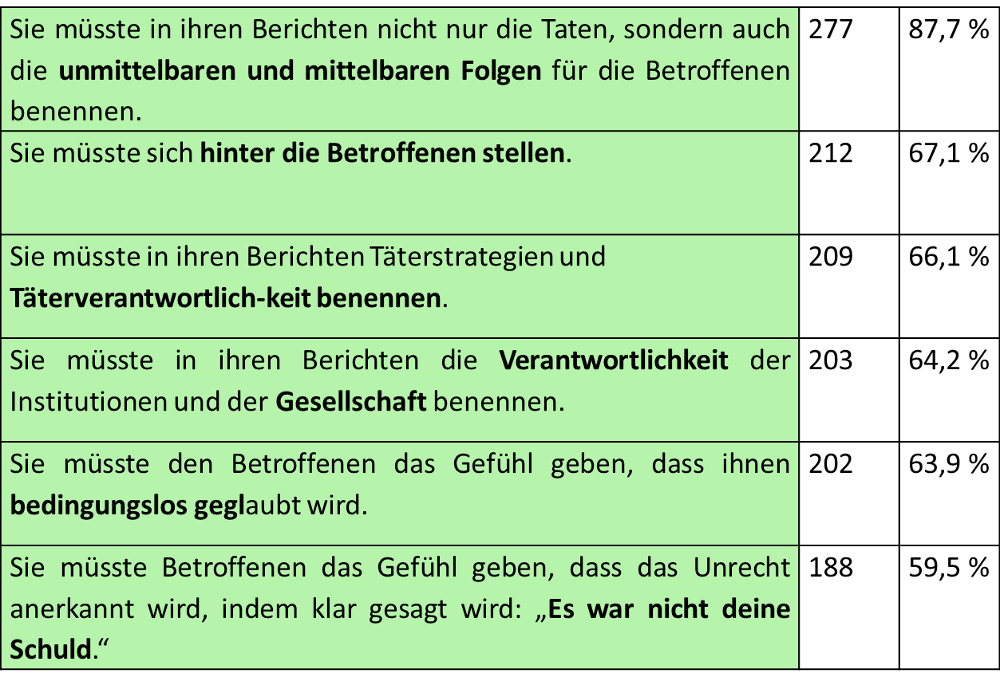 Sie müsste in ihren Berichten nicht nur die Taten, sondern auch 277 87,7 %
die unmittelbaren und mittelbaren Folgen für die Betroffenen
benennen.
Sie müsste sich hinter die Betroffenen stellen. 212 67,1 %
Sie müsste in ihren Berichten Täterstrategien und 209 66,1 %
Täterverantwortlich-keit benennen.
Sie müsste in ihren Berichten die Verantwortlichkeit der 203 64,2 %
Institutionen und der Gesellschaft benennen.
Sie müsste den Betroffenen das Gefühl geben, dass ihnen 202 63,9 %
bedingungslos geglaubt wird.
Sie müsste Betroffenen das Gefühl geben, dass das Unrecht 188 59,5 %
anerkannt wird, indem klar gesagt wird: „Es war nicht deine
Schuld.“